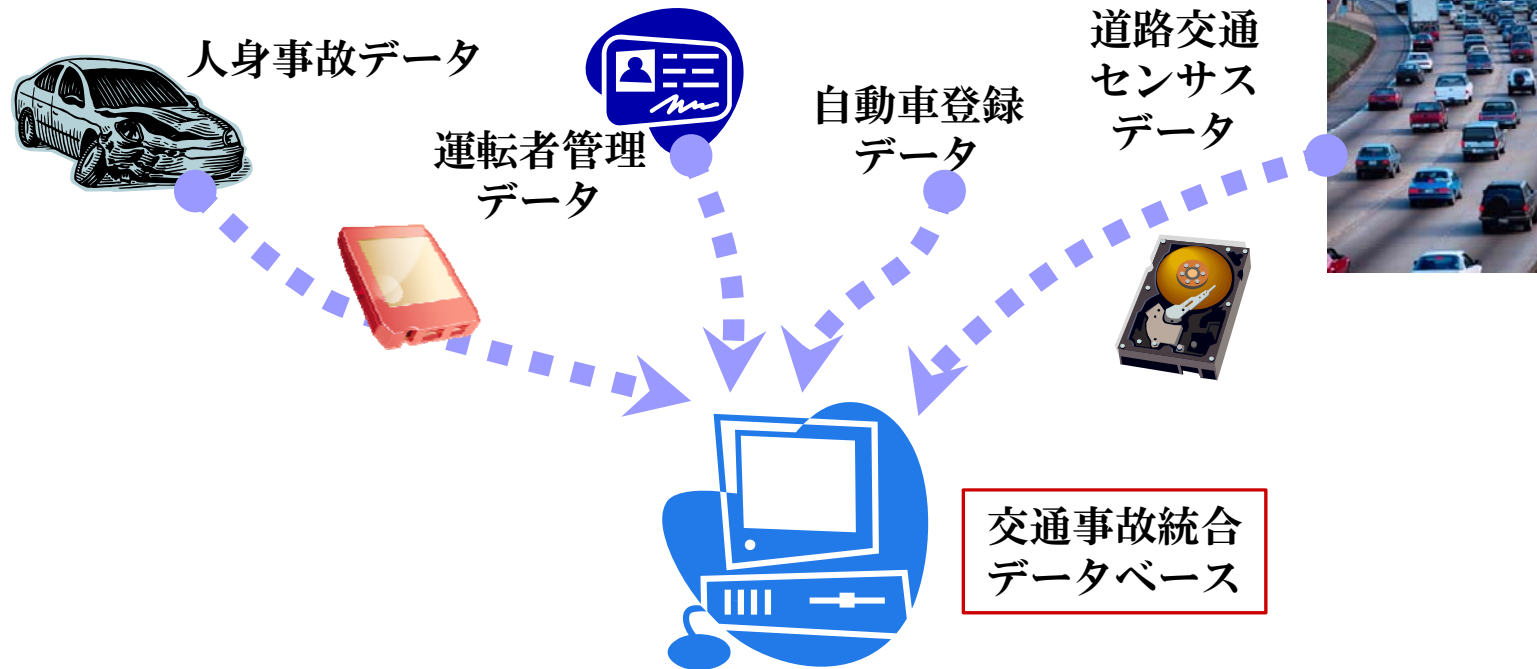 人身事故データ
運転者管理
データ
自動車登録
データ
道路交通
センサス
データ
交通事故統合
データベース